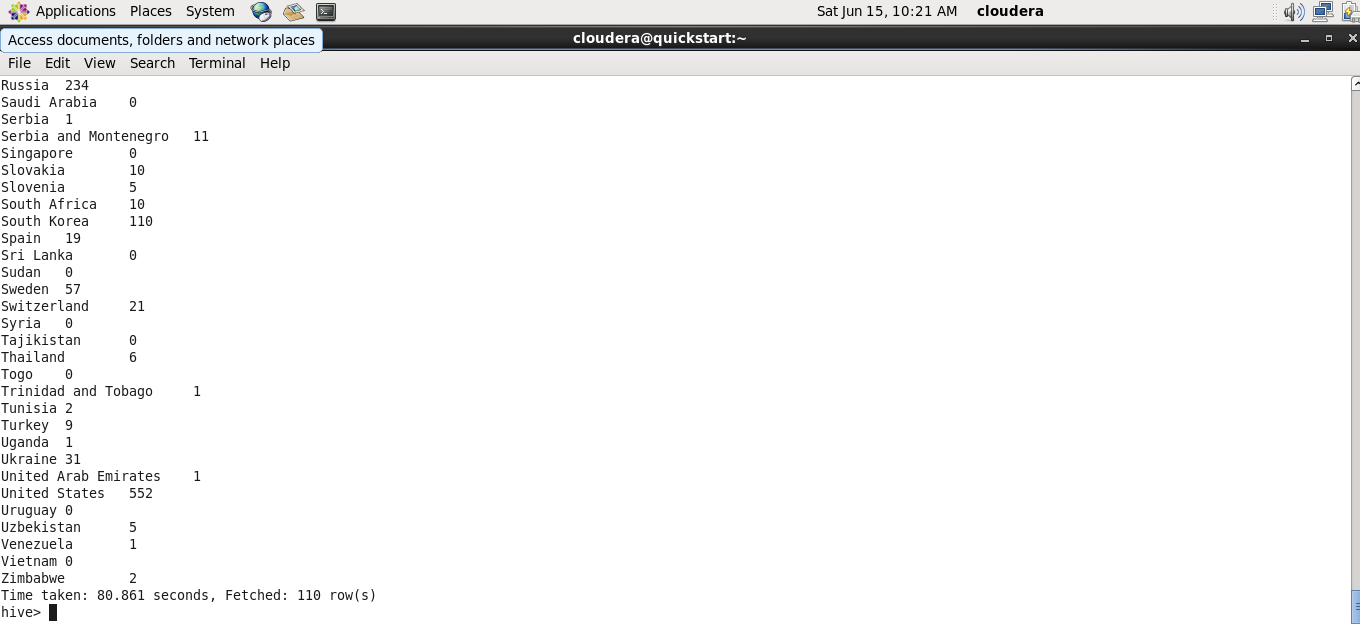 Applications Places System Sat Jun 15, 10:21 AM cloudera
Access documents, folders and network places cloudera@quickstart:~
File Edit View Search Terminal Help
Russia 234
Saudi Arabia 0
Serbia 1
Serbia and Montenegro 11
Singapore 0
Slovakia 10
Slovenia 5
South Africa 10
South Korea 110
Spain 19
Sri Lanka 0
Sudan 0
Sweden 57
Switzerland 21
Syria 0
Tajikistan 0
Thailand 6
Togo 0
Trinidad and Tobago 1
Tunisia 2
Turkey 9
Uganda 1
Ukraine 31
United Arab Emirates 1
United States 552
Uruguay 0
Uzbekistan 5
Venezuela 1
Vietnam 0
Zimbabwe 2
Time taken: 80.861 seconds, Fetched: 110 row(s)
hive>